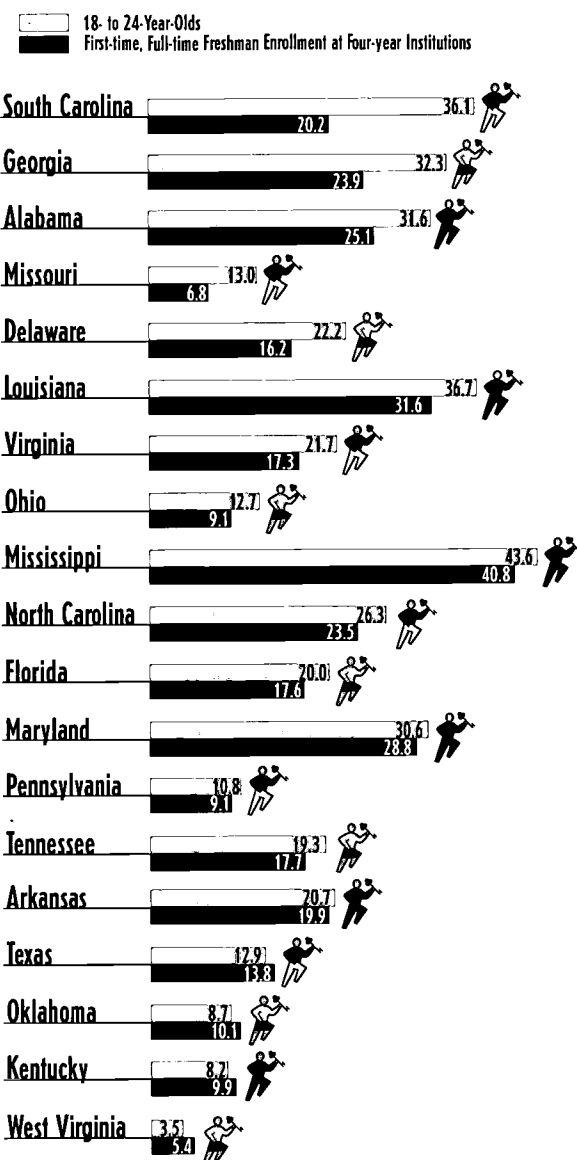 18- to 24-Year-Olds
First-time, Full-time Freshman Enrollment at Four-year Institutions
South Carolina 36.1
20.2
Georgia 32.3
23.9
Alabama 31.6
25.1
Missouri 13.0
6.8
Delaware 22.2
16.2
Louisiana 36.7
31.6
Virginia 21.7
17.3
Ohio 12.7
9.1
Mississippi 43.6
40.8
North Carolina 26.3
23.5
Florida 20.0
17.6
Maryland 30.6
28.8
Pennsylvania 10.8
9.1
Tennessee 19.3
17.7
Arkansas 20.7
19.9
Texas 12.9
13.8
Oklahoma 8.7
10.1
Kentucky 8.2
9.9
West Virginia 3.5
5.4